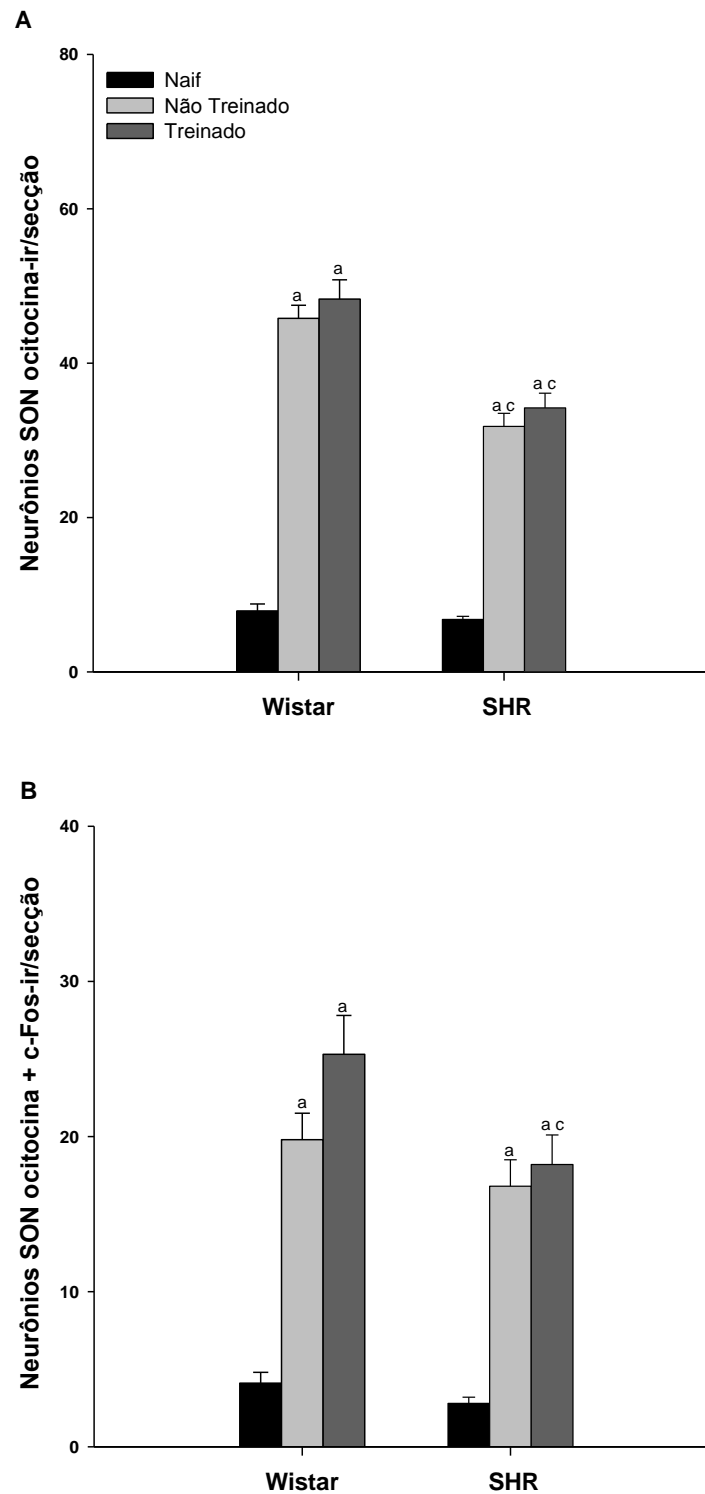 A
Neurônios SON ocitocina-ir/secção
80
60
40
20
0
Naif
Não Treinado
Treinado
a
a
a c
a c
Wistar
SHR
B
Neurônios SON ocitocina + c-Fos-ir/secção
40
30
20
10
0
a
a
a
a c
Wistar
SHR